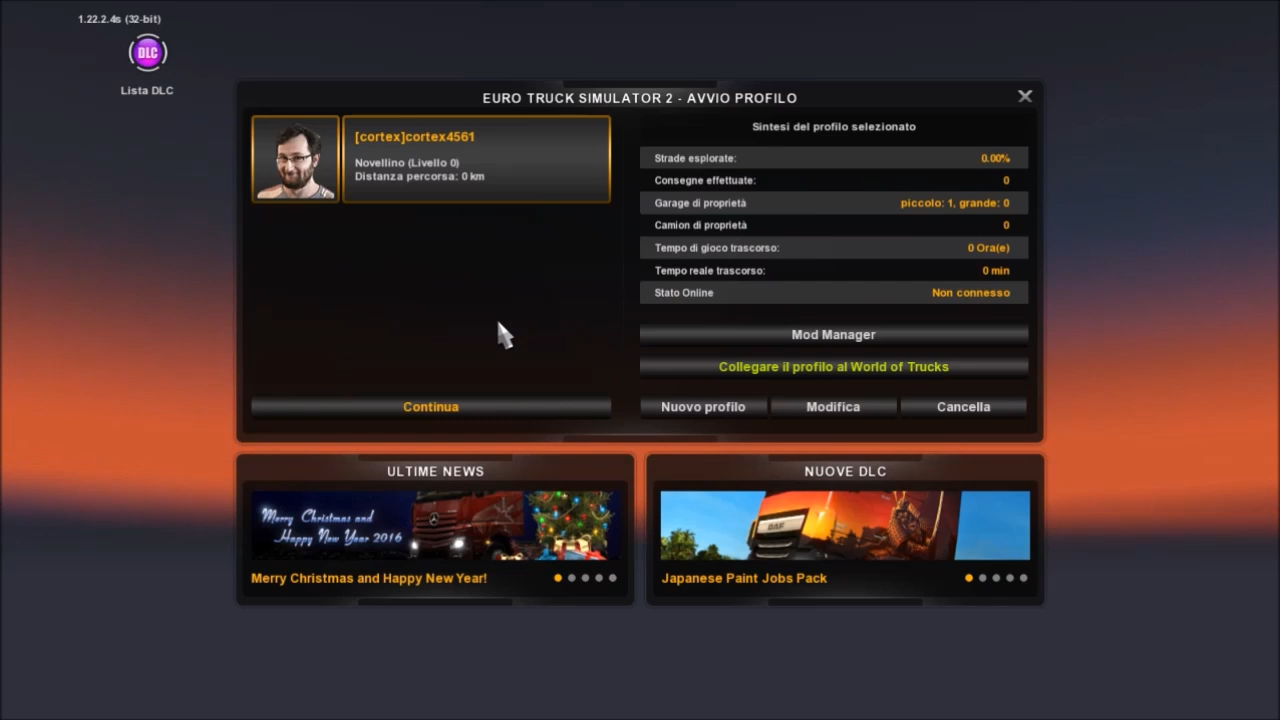 1.22.2.4s (32-bit)
DLC
Lista DLC
EURO TRUCK SIMULATOR 2 - AVVIO PROFILO
[cortex]cortex4561
Novellino (Livello 0)
Distanza percorsa: 0 km
Continua
Sintesi del profilo selezionato
Strade esplorate: 0.00%
Consegne effettuate: 0
Garage di proprietà piccolo: 1, grande: 0
Camion di proprietà 0
Tempo di gioco trascorso: 0 Ora(e)
Tempo reale trascorso: 0 min
Stato Online Non connesso
Mod Manager
Collegare il profilo al World of Trucks
Nuovo profilo Modifica Cancella
ULTIME NEWS
Merry Christmas and
Happy New Year 2016
Merry Christmas and Happy New Year!
NUOVE DLC
DAF
Japanese Paint Jobs Pack